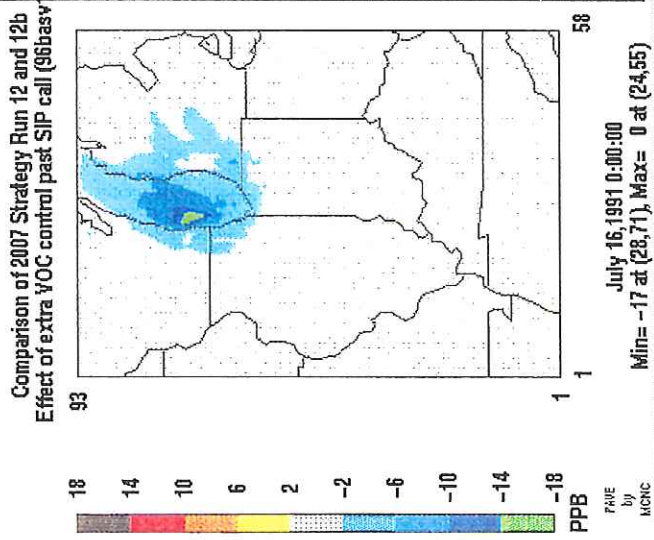 Comparison of 2007 Strategy Run 12 and 12b
Effect of extra VOC control past SIP call (96basv1
18
14
10
6
2
-2
-6
-10
-14
-18
PPB
PAVE
by
MCNC
93
1
1
58
July 16,1991 0:00:00
Min= -17 at (28,71), Max= 0 at (24,55)